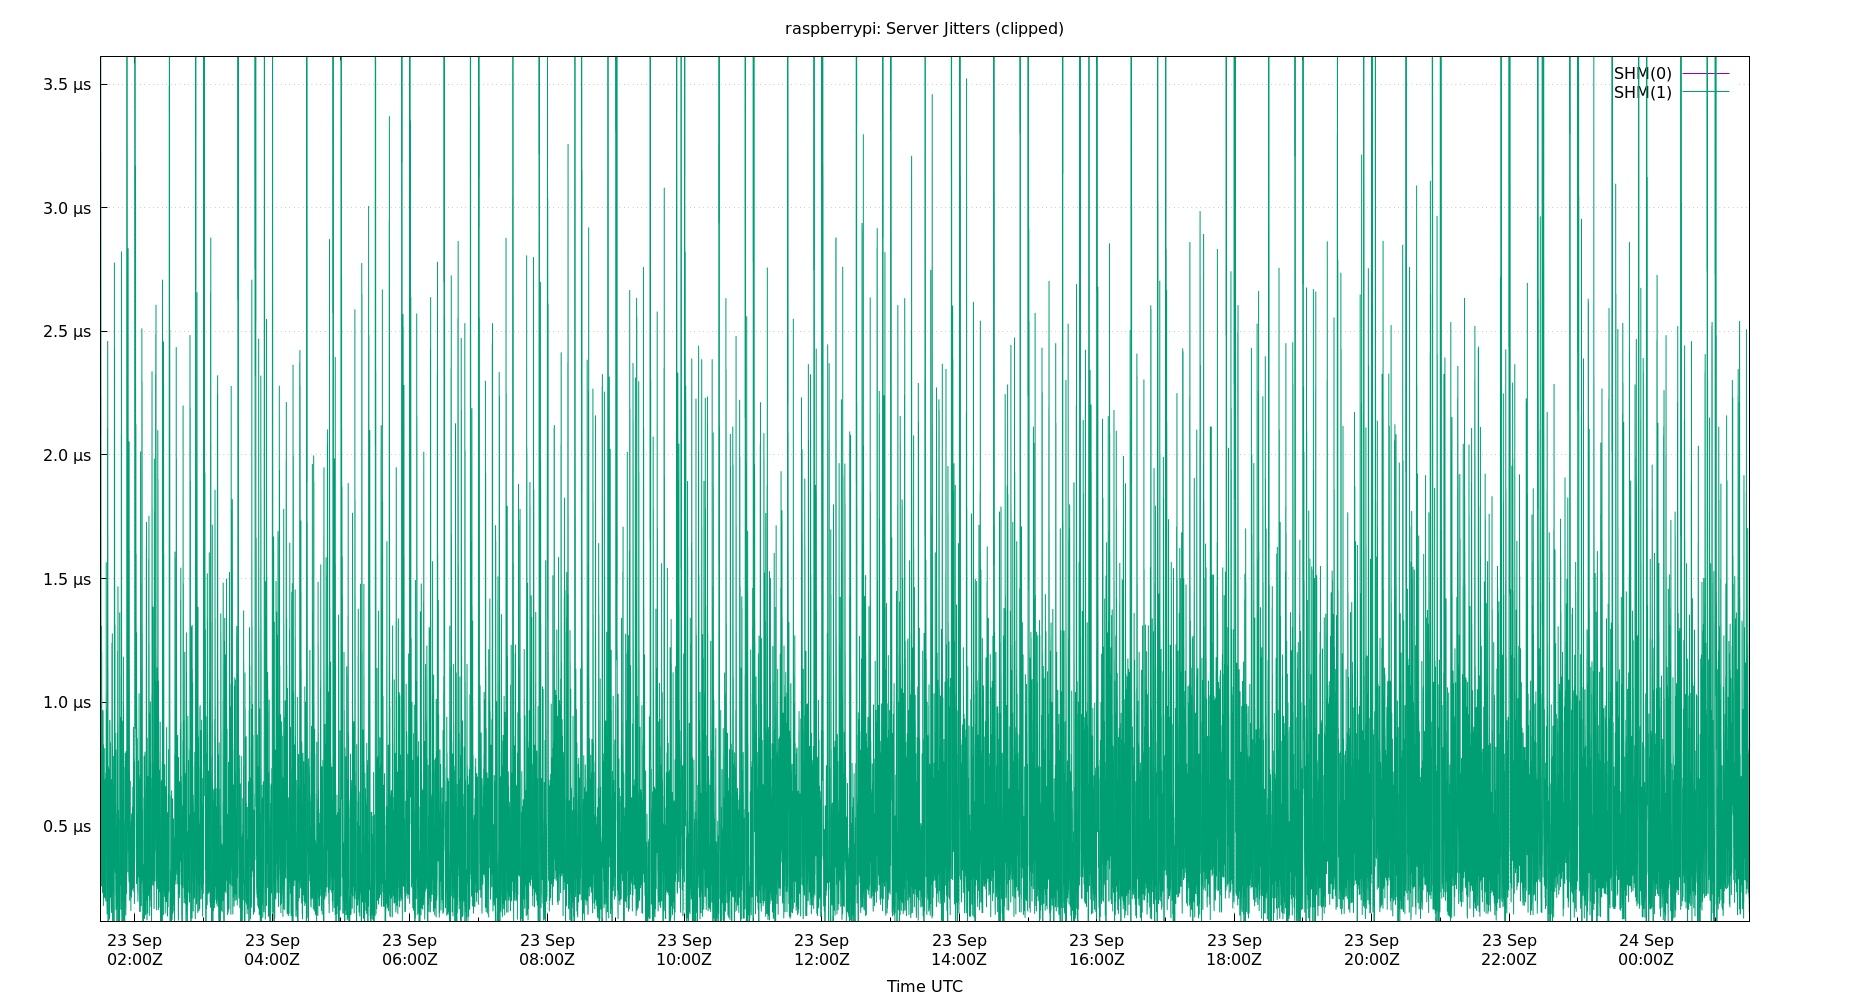 raspberrypi: Server Jitters (clipped)
SHM(0)
SHM(1)
3.5 µs
3.0 µs
2.5 µs
2.0 µs
1.5 µs
1.0 µs
0.5 µs
23 Sep 23 Sep 23 Sep 23 Sep 23 Sep 23 Sep 23 Sep 23 Sep 23 Sep 23 Sep 23 Sep 24 Sep
02:00Z 04:00Z 06:00Z 08:00Z 10:00Z 12:00Z 14:00Z 16:00Z 18:00Z 20:00Z 22:00Z 00:00Z
Time UTC